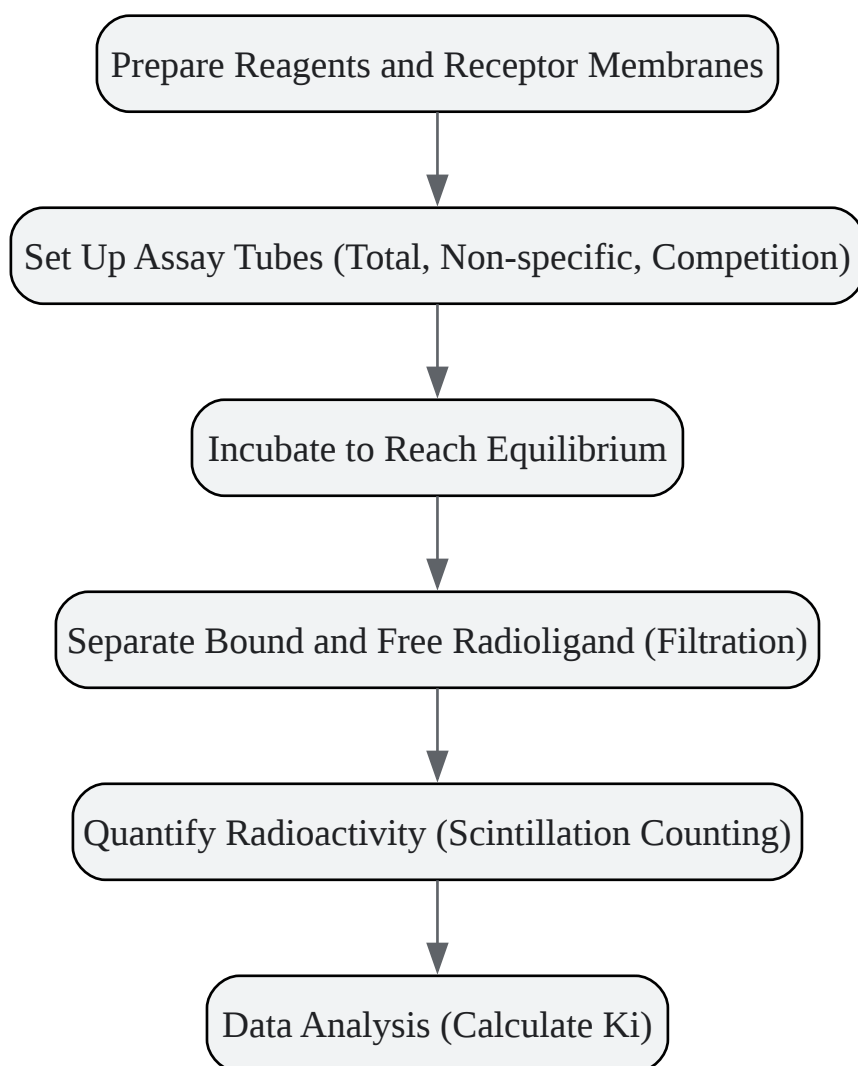 Prepare Reagents and Receptor Membranes
Set Up Assay Tubes (Total, Non-specific, Competition)
Incubate to Reach Equilibrium
Separate Bound and Free Radioligand (Filtration)
Quantify Radioactivity (Scintillation Counting)
Data Analysis (Calculate Ki)